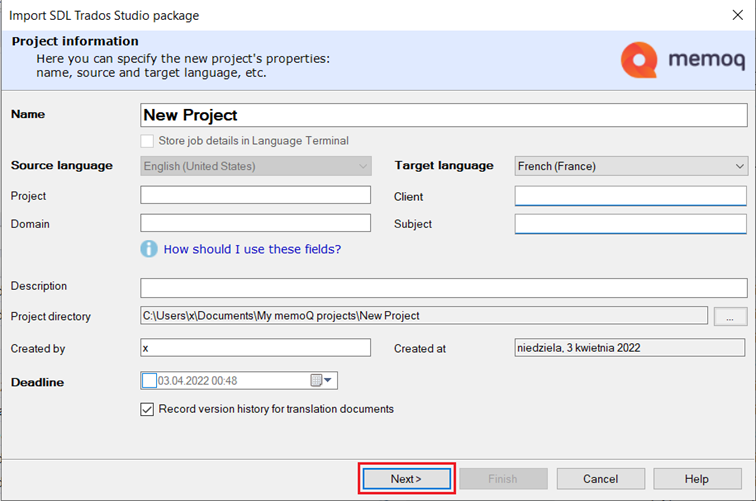 Import SDL Trados Studio package
Project information
Here you can specify the new project's properties:
name, source and target language, etc.
memoq
Name
New Project
Store job details in Language Terminal
Source language
English (United States)
Target language
French (France)
Project
Client
Domain
Subject
How should I use these fields?
Description
Project directory
C:\Users\x\Documents\My memoQ projects\New Project
...
Created by
x
Created at
niedziela, 3 kwietnia 2022
Deadline
03.04.2022 00:48
Record version history for translation documents
Next>
Finish
Cancel
Help